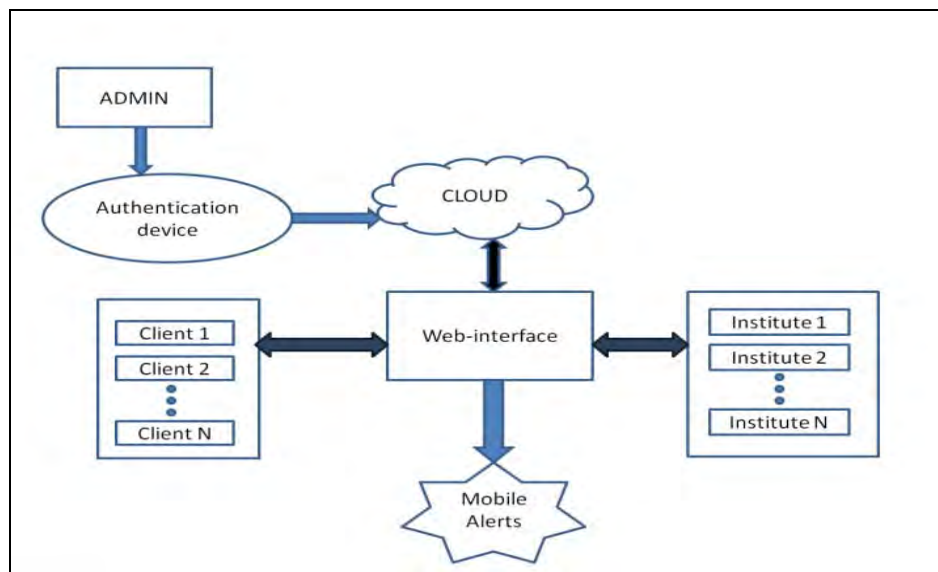 ADMIN
Authentication
device
CLOUD
Client 1
Client 2
Client N
Web-interface
Institute 1
Institute 2
Institute N
Mobile
Alerts